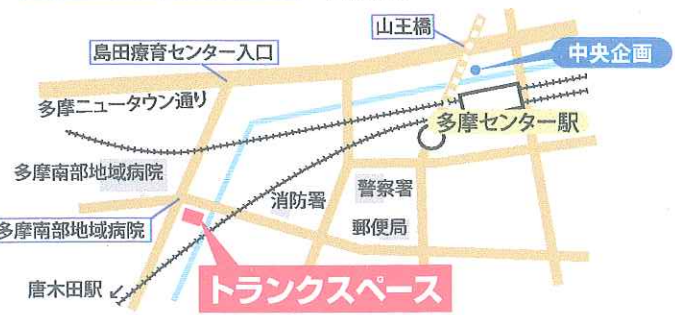 山王橋
島田療育センター入口
中央企画
多摩ニュータウン通り
多摩センター駅
多摩南部地域病院
消防署
警察署
多摩南部地域病院
郵便局
唐木田駅
トランクスペース